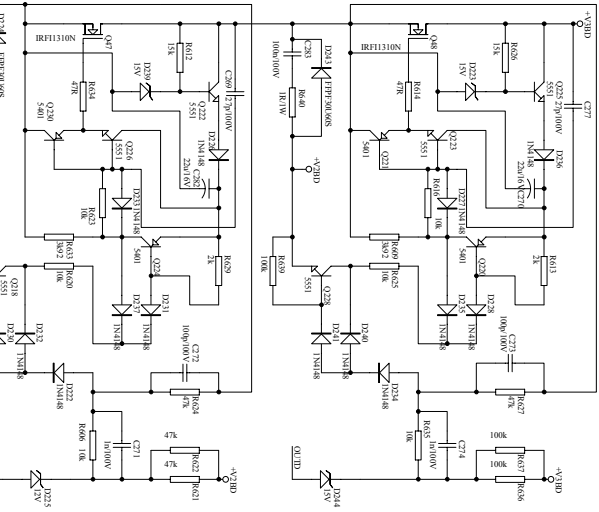 IRFI1310N
Q47
R612
15k
D239
15V
Q222
5551
C269
27p/100V
R634
47R
Q230
5401
Q226
5551
1N4148
C282
22u/16V
R623
10k
D233
1N4148
R633
3k92
R620
10k
5401
Q224
R629
2k
Q218
5551
D237
1N4148
D231
1N4148
D230
D232
1N4148
D222
1N4148
C272
100p/100V
R624
47k
R606
10k
C271
1n/100V
47k
R622
47k
R621
+V2BD
D225
12V
C283
100n/100V
D243
FFPF30U60S
R640
1R/1W
+V2BD
R639
100k
5551
Q228
D241
1N4148
D240
1N4148
D234
1N4148
IRFI1310N
Q48
R626
15k
+V3BD
D223
15V
Q225
5551
27p/100V
C277
R614
47R
5401
Q221
Q223
5551
1N4148
D236
22u/16V
C270
R616
10k
D227
1N4148
R609
3k92
R625
10k
5401
Q220
R613
2k
D235
1N4148
D228
1N4148
C273
100p/100V
R627
47k
R635
10k
C274
1n/100V
100k
R637
100k
R636
+V3BD
OUTD
D244
15V